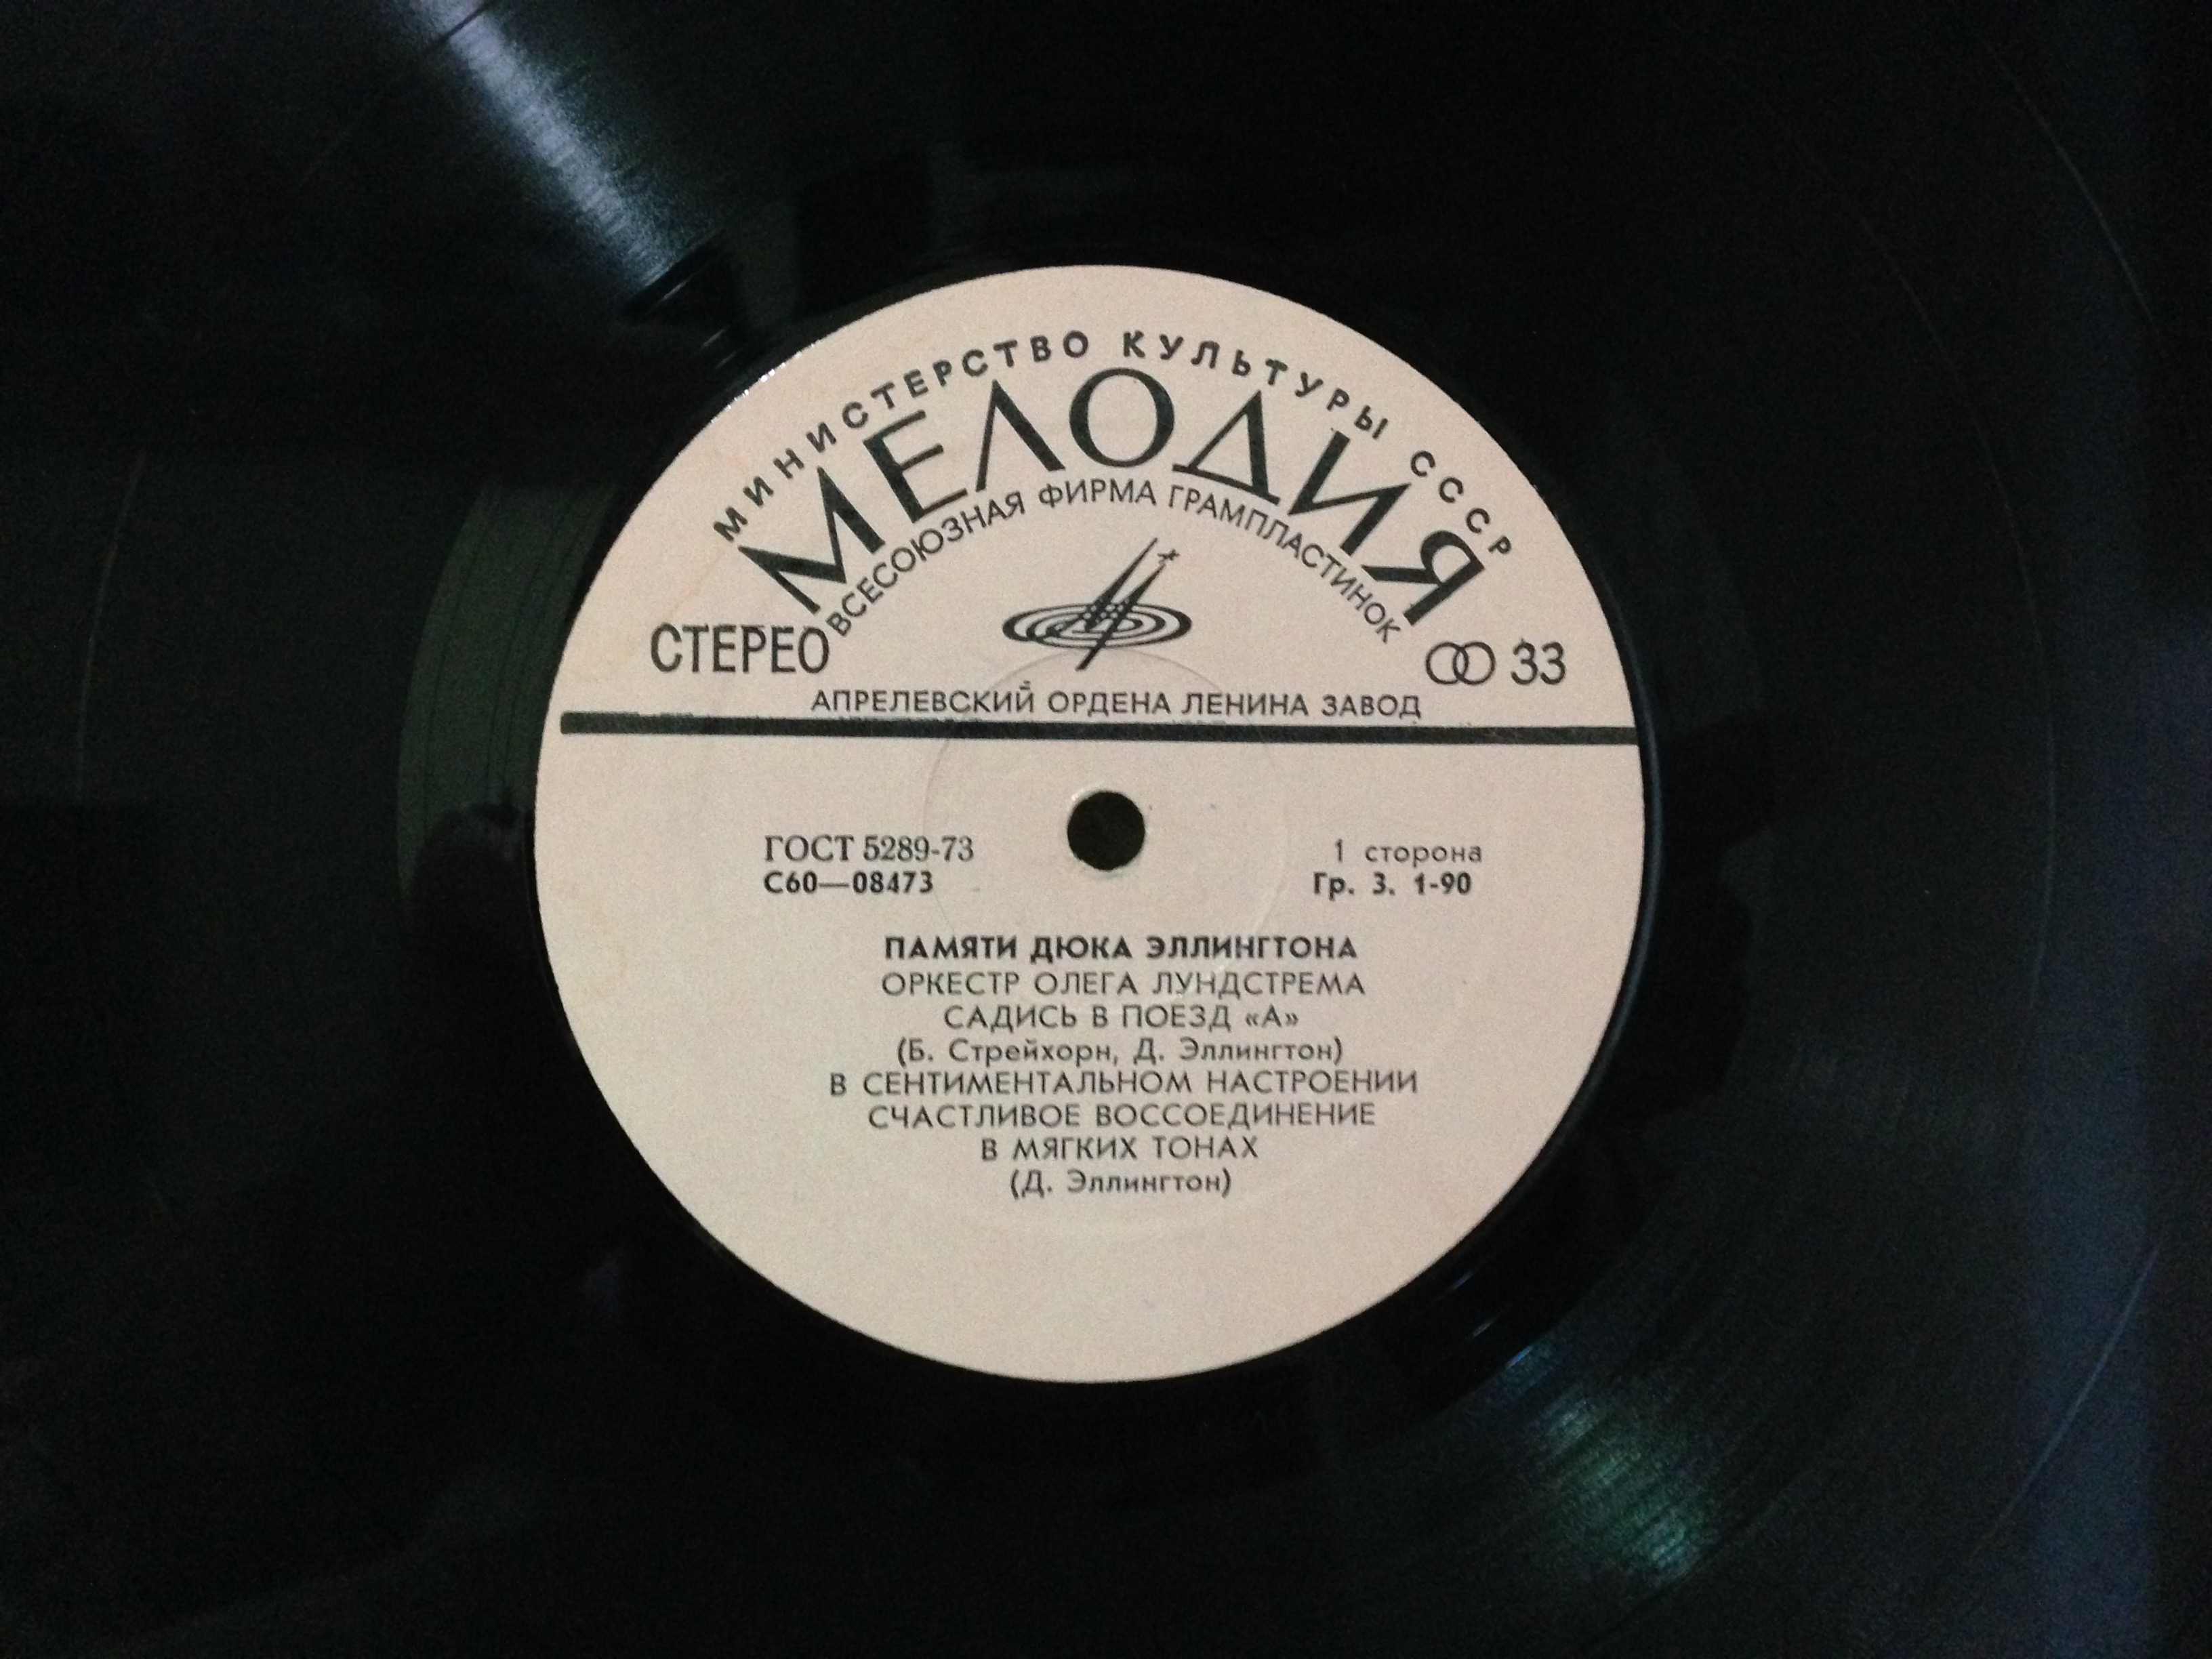 МИНИСТЕРСТВО КУЛЬТУРЫ СССР
МЕЛОДИЯ
ВСЕСОЮЗНАЯ ФИРМА ГРАМПЛАСТИНОК
СТЕРЕО
33
АПРЕЛЕВСКИЙ ОРДЕНА ЛЕНИНА ЗАВОД
ГОСТ 5289-73
1 сторона
С60—08473
Гр. 3. 1-90
ПАМЯТИ ДЮКА ЭЛЛИНГТОНА
ОРКЕСТР ОЛЕГА ЛУНДСТРЕМА
САДИСЬ В ПОЕЗД «А»
(Б. Стрейхорн, Д. Эллингтон)
В СЕНТИМЕНТАЛЬНОМ НАСТРОЕНИИ
СЧАСТЛИВОЕ ВОССОЕДИНЕНИЕ
В МЯГКИХ ТОНАХ
(Д. Эллингтон)